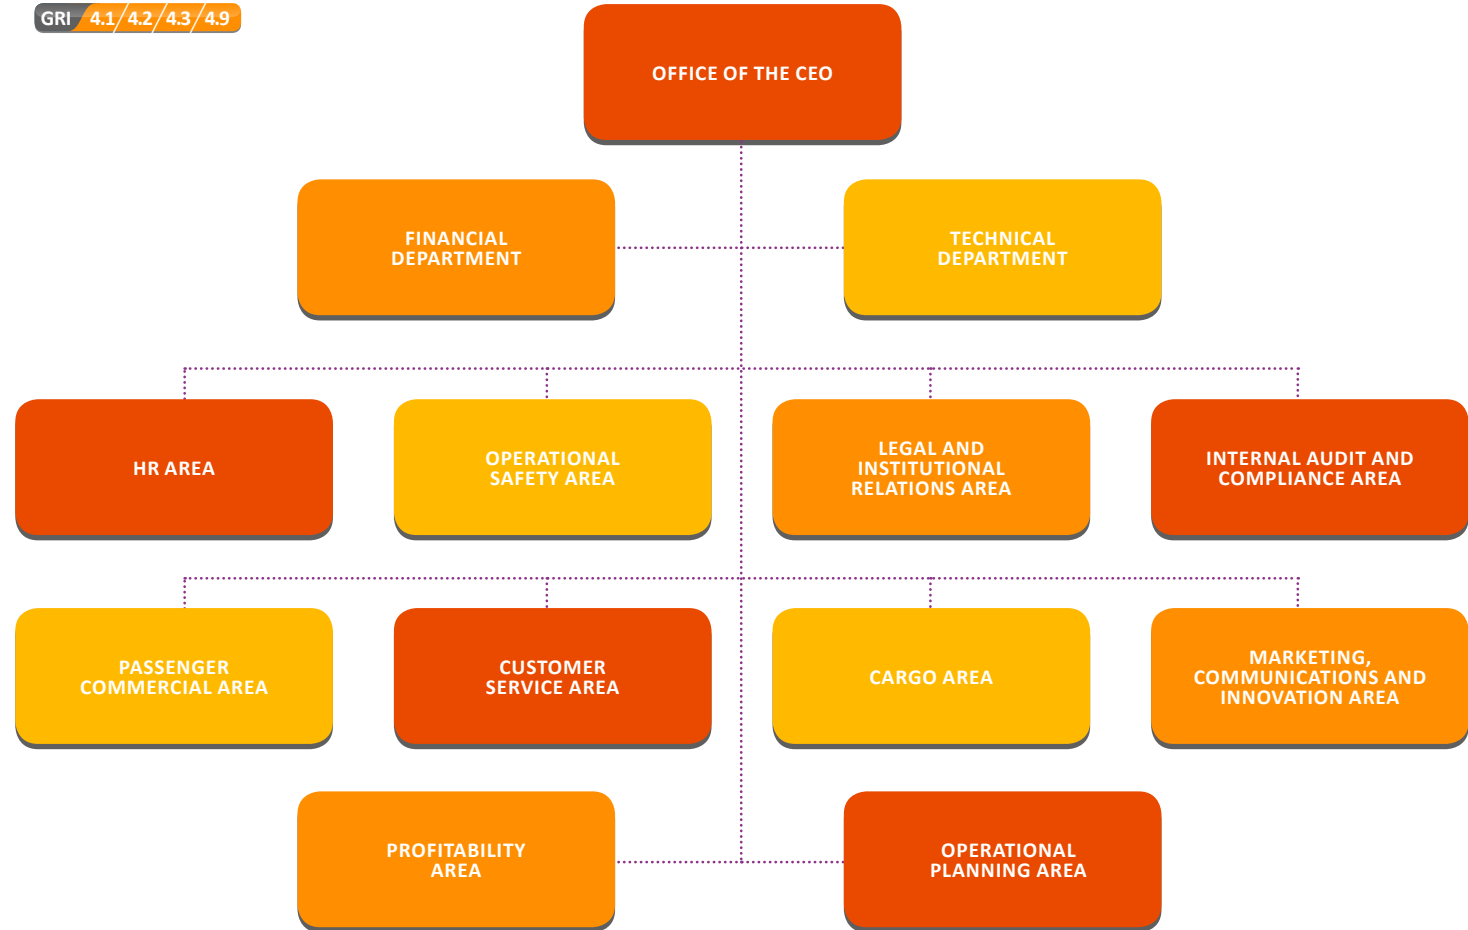 GRI 4.1 4.2 4.3 4.9
OFFICE OF THE CEO
FINANCIAL
DEPARTMENT
TECHNICAL
DEPARTMENT
HR AREA
OPERATIONAL
SAFETY AREA
LEGAL AND
INSTITUTIONAL
RELATIONS AREA
INTERNAL AUDIT AND
COMPLIANCE AREA
PASSENGER
COMMERCIAL AREA
CUSTOMER
SERVICE AREA
CARGO AREA
MARKETING,
COMMUNICATIONS AND
INNOVATION AREA
PROFITABILITY
AREA
OPERATIONAL
PLANNING AREA